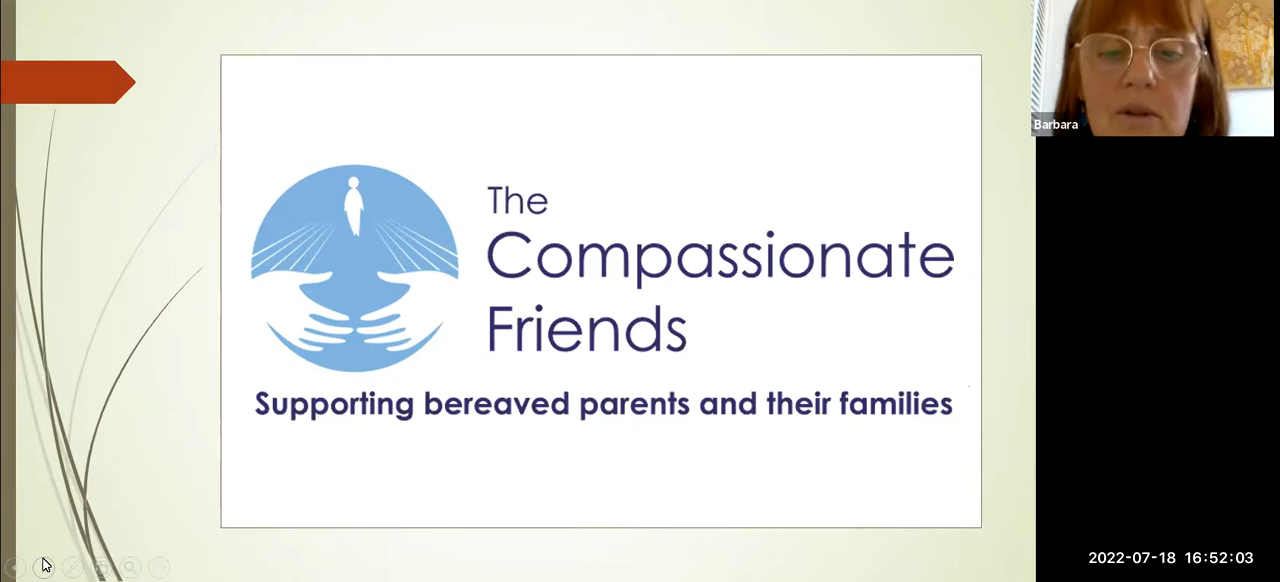 The
Compassionate
Friends
Supporting bereaved parents and their families
Barbara
2022-07-18 16:52:03